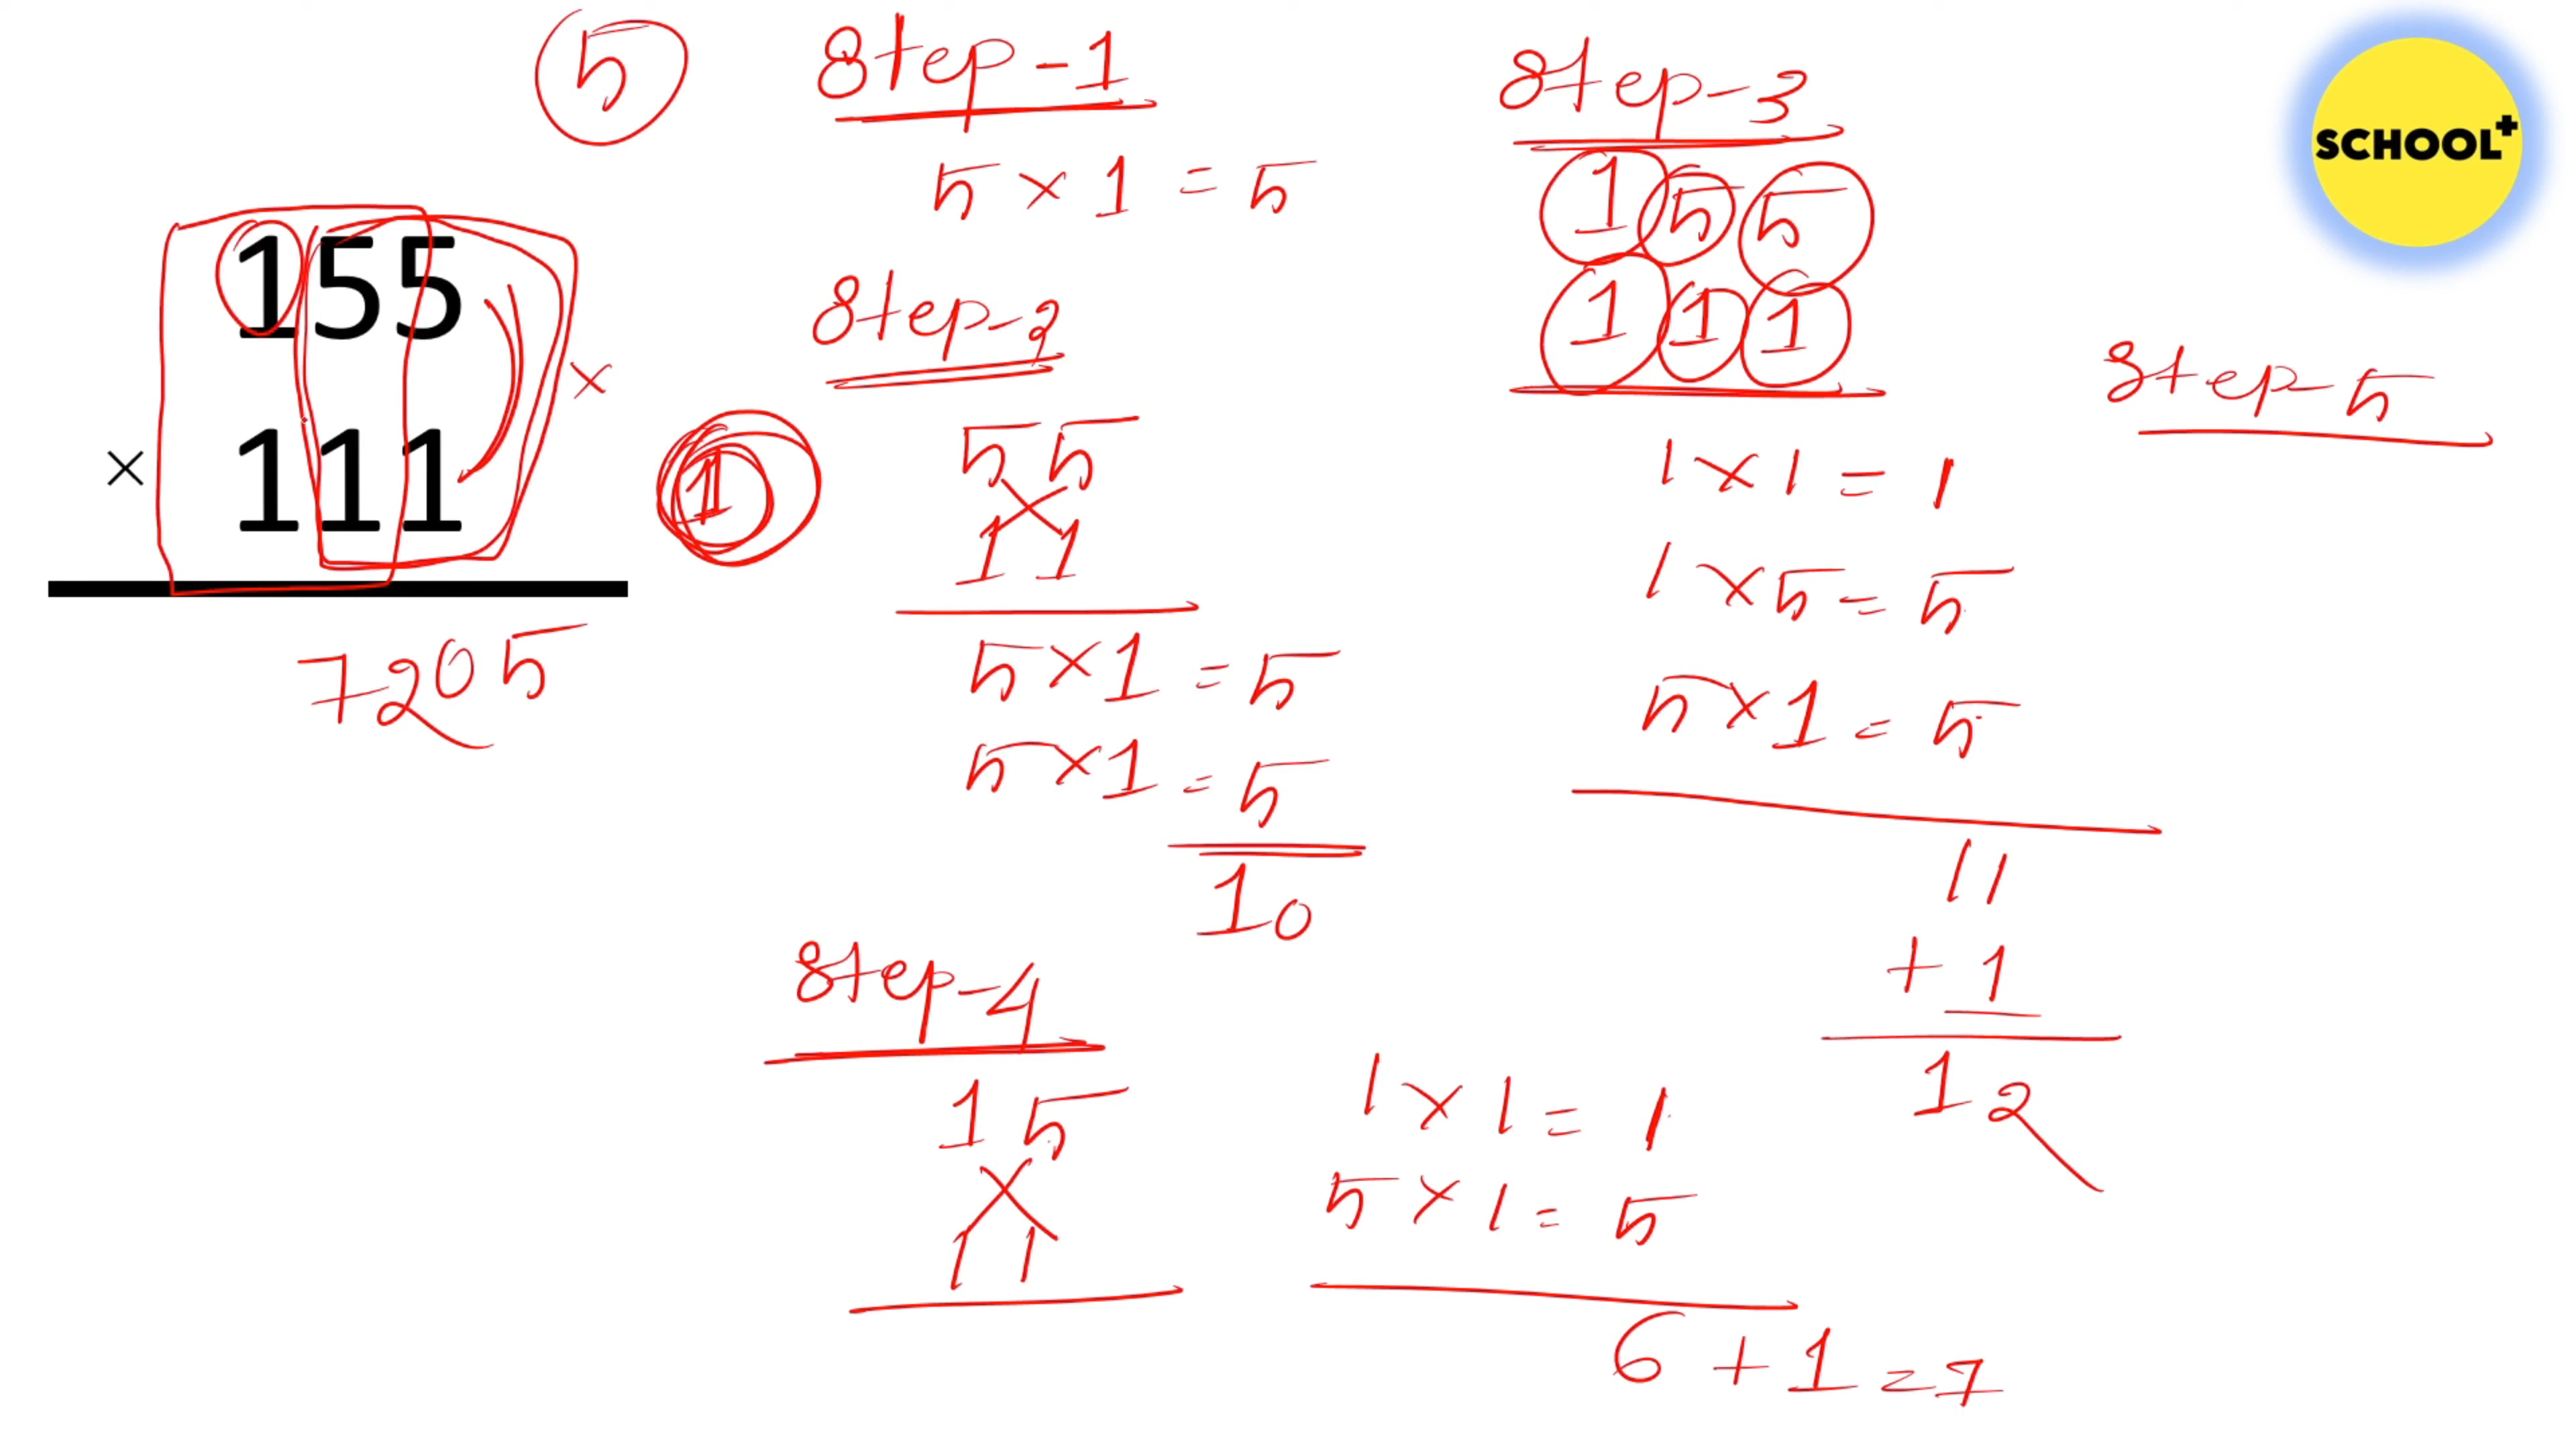 5
155
× 111
×
7205
Step-1
5 × 1 = 5
Step-2
1
55
11
5 × 1 = 5
5 × 1 = 5
10
Step-3
155
111
1 × 1 = 1
1 × 5 = 5
5 × 1 = 5
11
+ 1
12
Step-4
15
11
1 × 1 = 1
5 × 1 = 5
6 + 1 = 7
Step-5
SCHOOL+